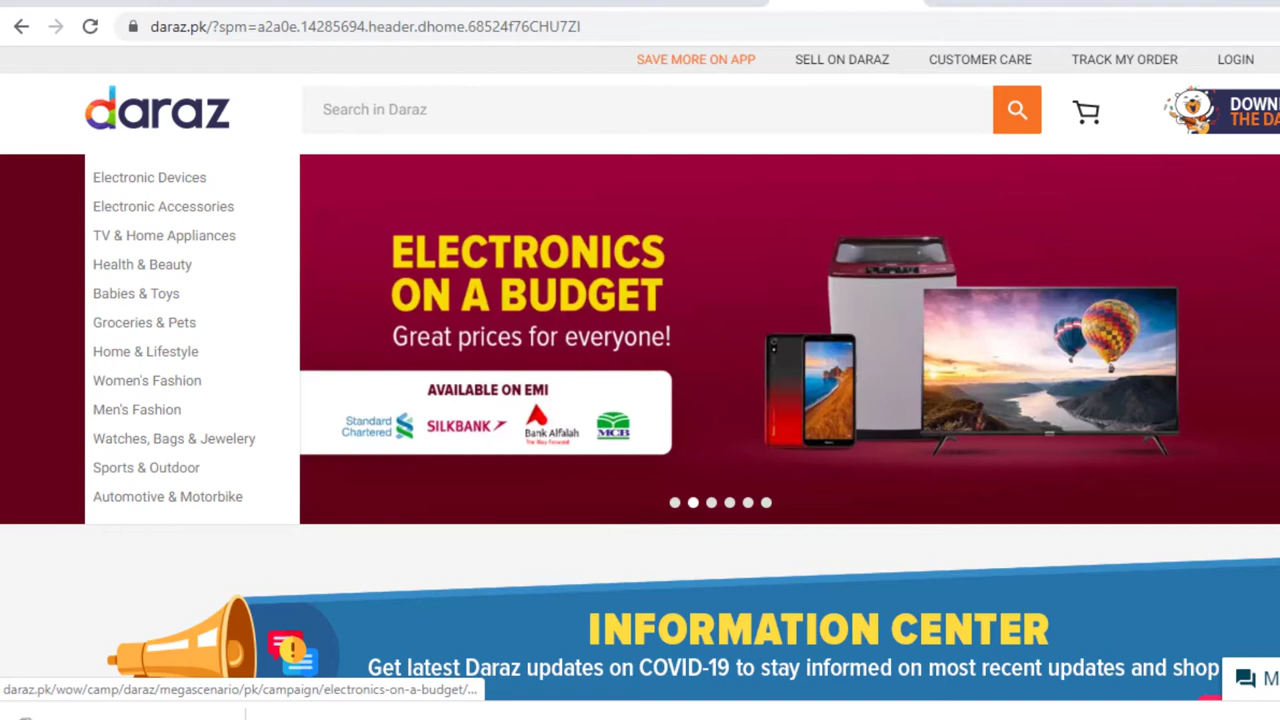 daraz.pk/?spm=a2a0e.14285694.header.dhome.68524f76CHU7ZI
SAVE MORE ON APP
SELL ON DARAZ
CUSTOMER CARE
TRACK MY ORDER
LOGIN
daraz
Search in Daraz
DOWN
THE DA
Electronic Devices
Electronic Accessories
TV & Home Appliances
Health & Beauty
Babies & Toys
Groceries & Pets
Home & Lifestyle
Women's Fashion
Men's Fashion
Watches, Bags & Jewelery
Sports & Outdoor
Automotive & Motorbike
ELECTRONICS
ON A BUDGET
Great prices for everyone!
AVAILABLE ON EMI
Standard
Chartered
SILKBANK
Bank Alfalah
The Way Forward
MCB
INFORMATION CENTER
Get latest Daraz updates on COVID-19 to stay informed on most recent updates and shop
M
daraz.pk/wow/camp/daraz/megascenario/pk/campaign/electronics-on-a-budget/...